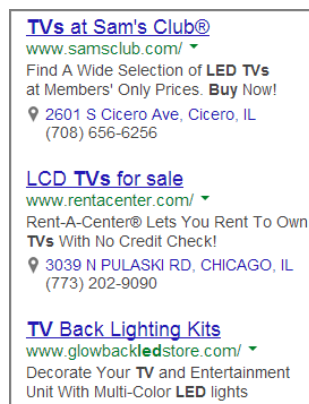 TVs at Sam's Club®
www.samsclub.com/
Find A Wide Selection of LED TVs
at Members' Only Prices. Buy Now!
2601 S Cicero Ave, Cicero, IL
(708) 656-6256
LCD TVs for sale
www.rentacenter.com/
Rent-A-Center® Lets You Rent To Own
TVs With No Credit Check!
3039 N PULASKI RD, CHICAGO, IL
(773) 202-9090
TV Back Lighting Kits
www.glowbackledstore.com/
Decorate Your TV and Entertainment
Unit With Multi-Color LED lights